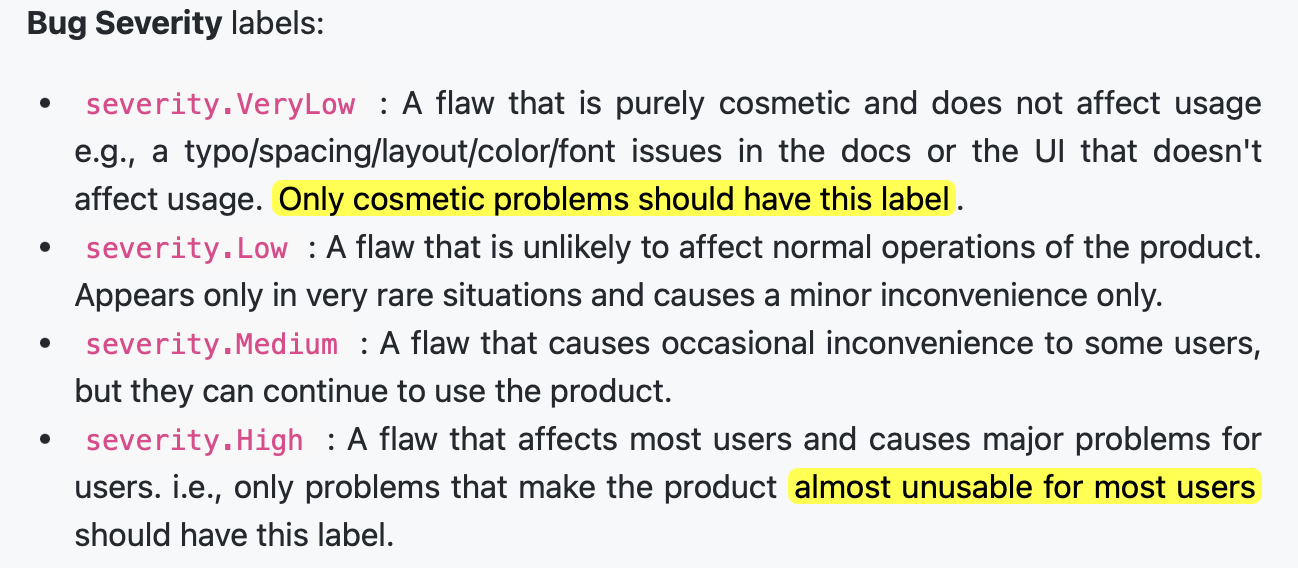 Bug Severity labels:
• severity.VeryLow : A flaw that is purely cosmetic and does not affect usage
e.g., a typo/spacing/layout/color/font issues in the docs or the UI that doesn't
affect usage. Only cosmetic problems should have this label.
• severity.Low : A flaw that is unlikely to affect normal operations of the product.
Appears only in very rare situations and causes a minor inconvenience only.
• severity.Medium : A flaw that causes occasional inconvenience to some users,
but they can continue to use the product.
• severity.High : A flaw that affects most users and causes major problems for
users. i.e., only problems that make the product almost unusable for most users
should have this label.